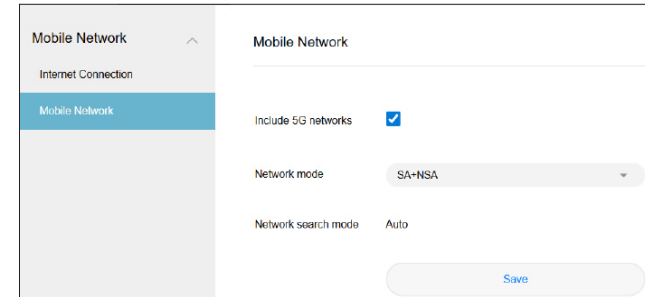 Mobile Network
Internet Connection
Mobile Network
Mobile Network
Include 5G networks
Network mode SA+NSA
Network search mode Auto
Save